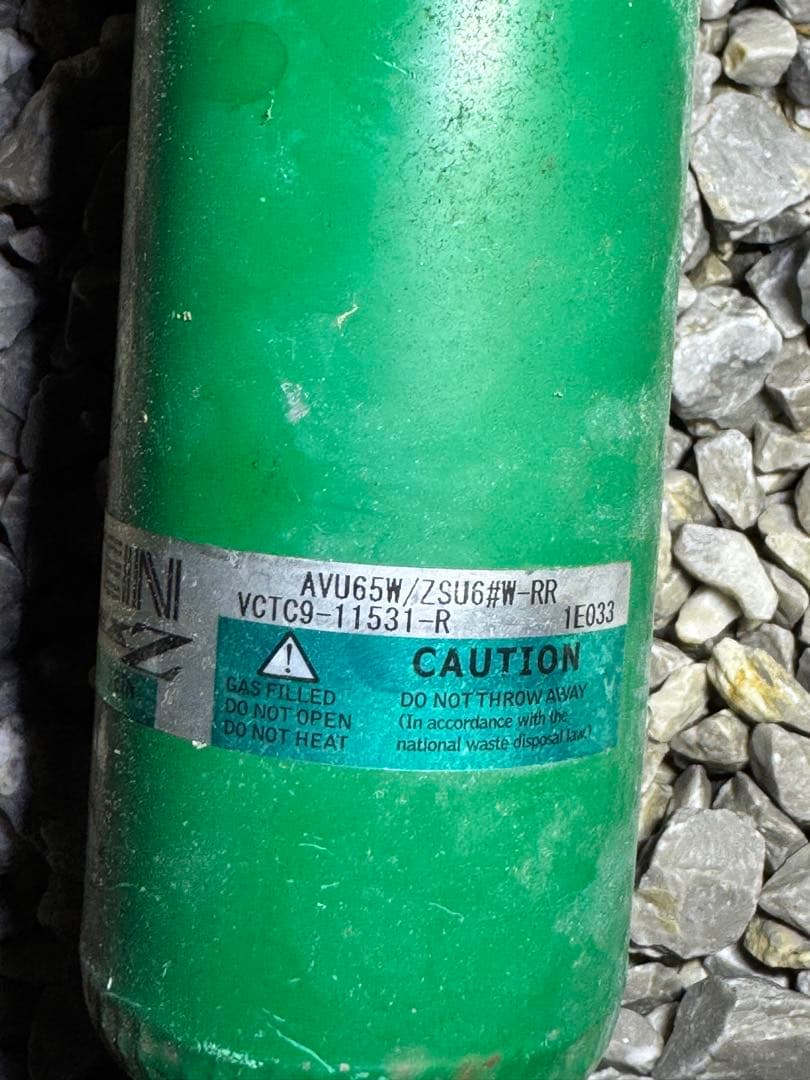 AVU65W/ZSU6#W-RR
VCTC9-11531-R 1E033
CAUTION
GAS FILLED
DO NOT OPEN
DO NOT HEAT
DO NOT THROW AWAY
(In accordance with the
national waste disposal law.)